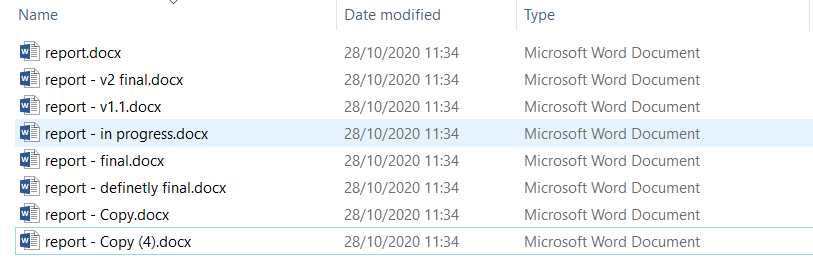 Name Date modified Type
report.docx 28/10/2020 11:34 Microsoft Word Document
report - v2 final.docx 28/10/2020 11:34 Microsoft Word Document
report - v1.1.docx 28/10/2020 11:34 Microsoft Word Document
report - in progress.docx 28/10/2020 11:34 Microsoft Word Document
report - final.docx 28/10/2020 11:34 Microsoft Word Document
report - definetly final.docx 28/10/2020 11:34 Microsoft Word Document
report - Copy.docx 28/10/2020 11:34 Microsoft Word Document
report - Copy (4).docx 28/10/2020 11:34 Microsoft Word Document